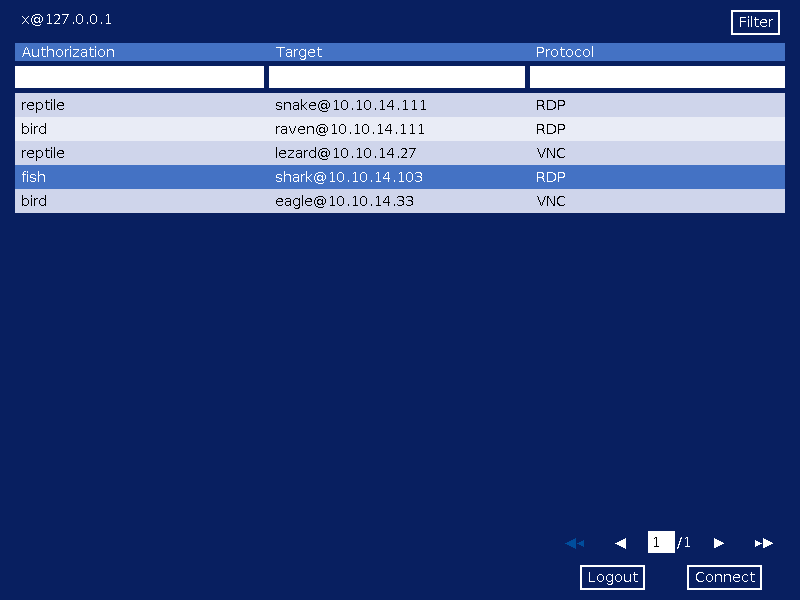 x@127.0.0.1
Filter
Authorization Target Protocol
reptile snake@10.10.14.111 RDP
bird raven@10.10.14.111 RDP
reptile lezard@10.10.14.27 VNC
fish shark@10.10.14.103 RDP
bird eagle@10.10.14.33 VNC
1 /1
Logout Connect